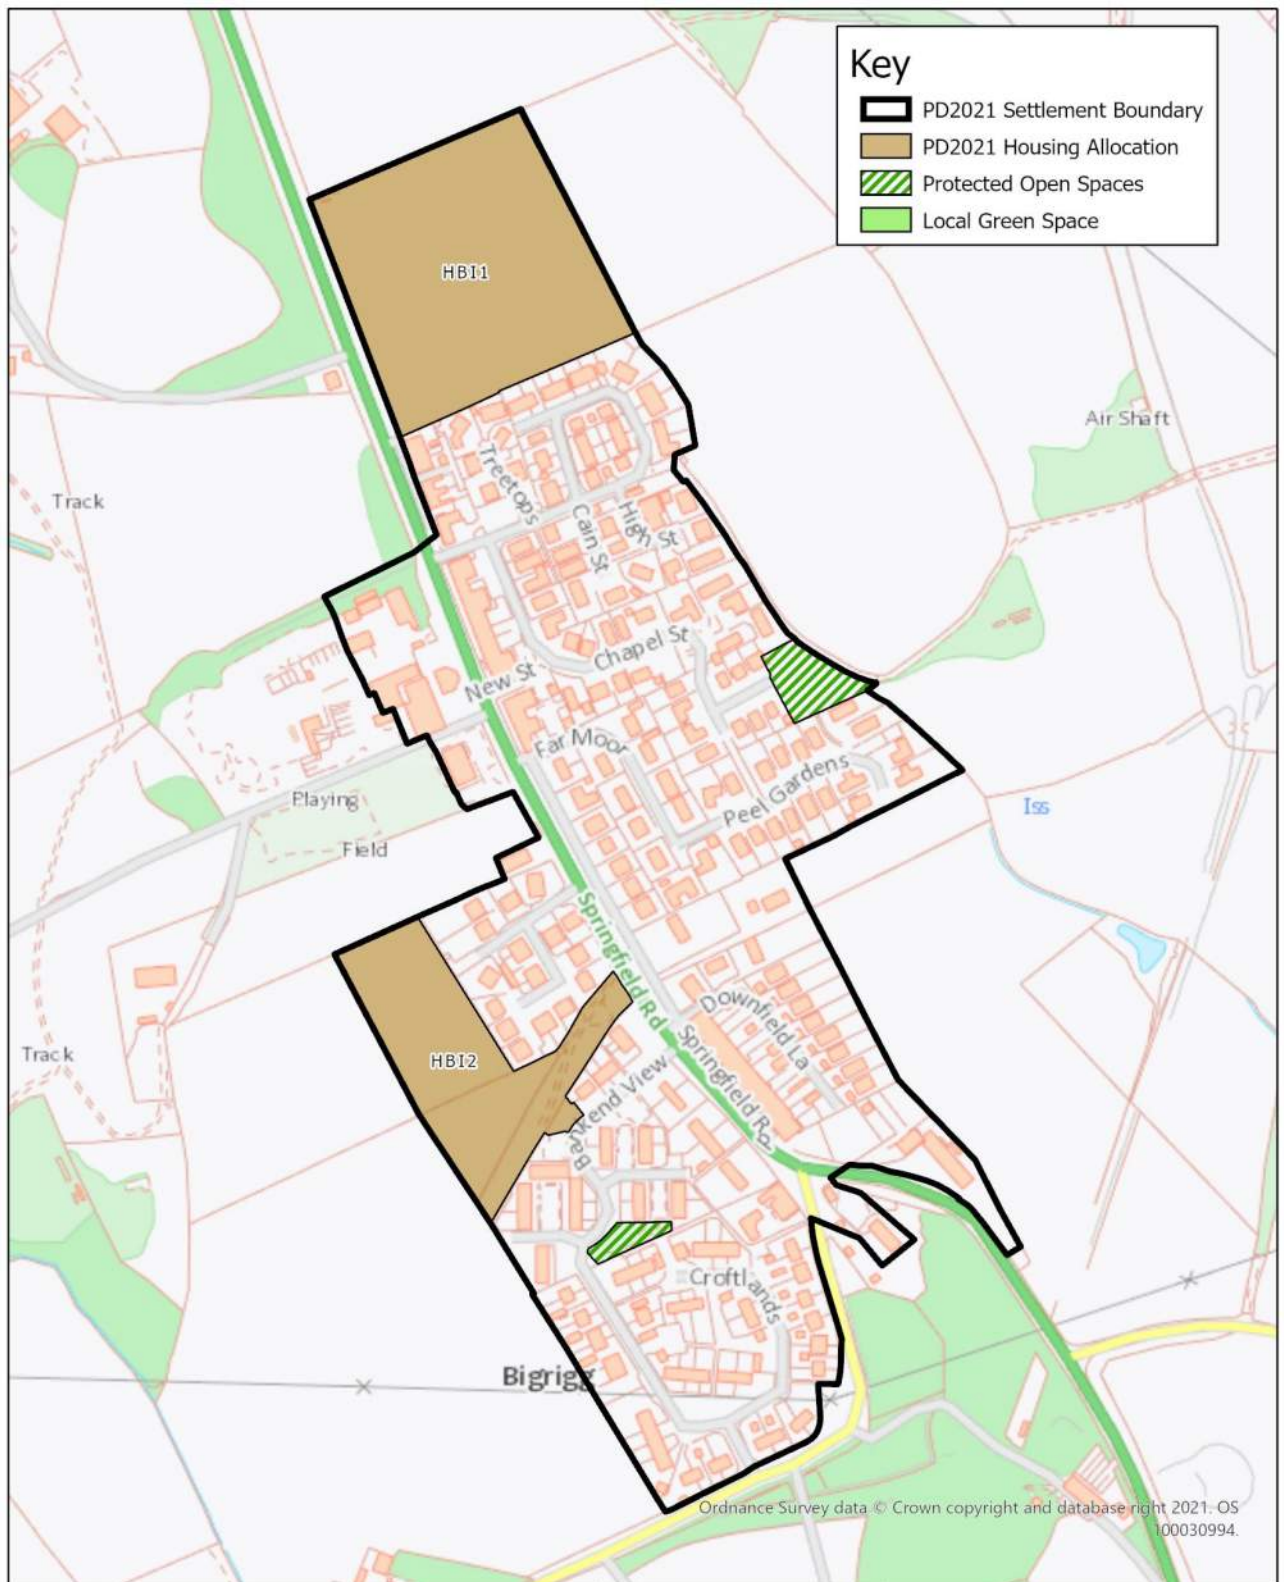 Key
PD2021 Settlement Boundary
PD2021 Housing Allocation
Protected Open Spaces
Local Green Space
HBI1
Air Shaft
Treetops
Track
High St
Cain St
Chapel St
New St
Far Moor
Peel Gardens
Playing
Iss
Field
Springfield Rd
Downfield La
Track
HBI2
Springfield Rd
Bankend View
Croftlands
Bigrigg
Ordnance Survey data © Crown copyright and database right 2021. OS
100030994.